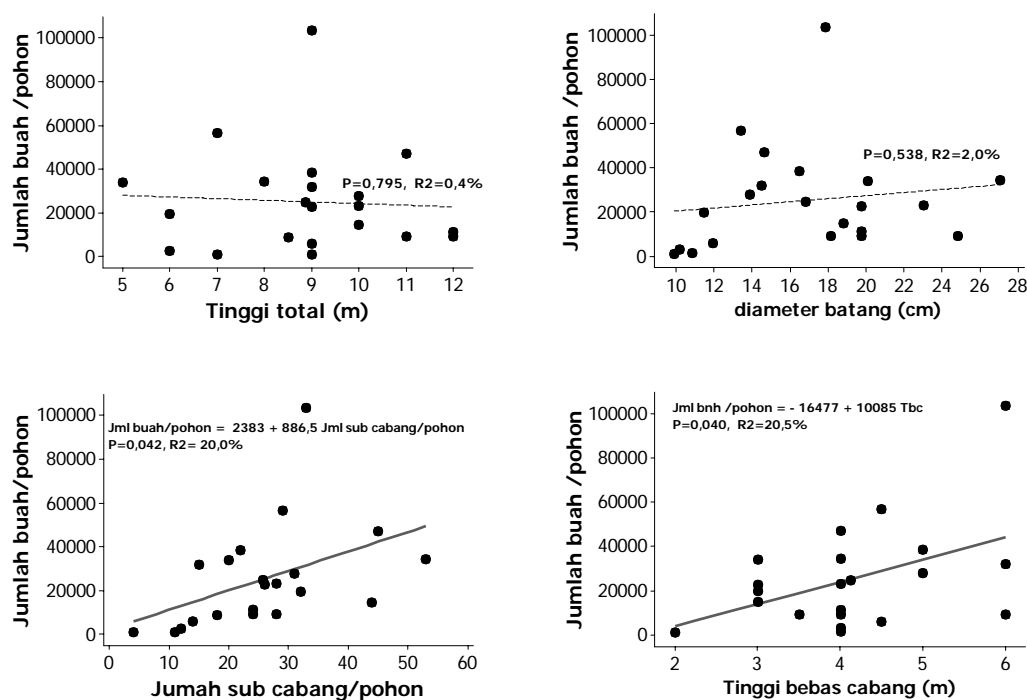 Jumlah buah /pohon
100000
80000
60000
40000
20000
0
P=0,795, R2=0,4%
5 6 7 8 9 10 11 12
Tinggi total (m)
Jumlah buah /pohon
100000
80000
60000
40000
20000
0
P=0,538, R2=2,0%
10 12 14 16 18 20 22 24 26 28
diameter batang (cm)
Jumlah buah/pohon
100000
80000
60000
40000
20000
0
Jml buah/pohon = 2383 + 886,5 Jml sub cabang/pohon
P=0,042, R2= 20,0%
0 10 20 30 40 50 60
Jumah sub cabang/pohon
Jumlah buah /pohon
100000
80000
60000
40000
20000
0
Jml bnh /pohon = - 16477 + 10085 Tbc
P=0,040, R2=20,5%
2 3 4 5 6
Tinggi bebas cabang (m)